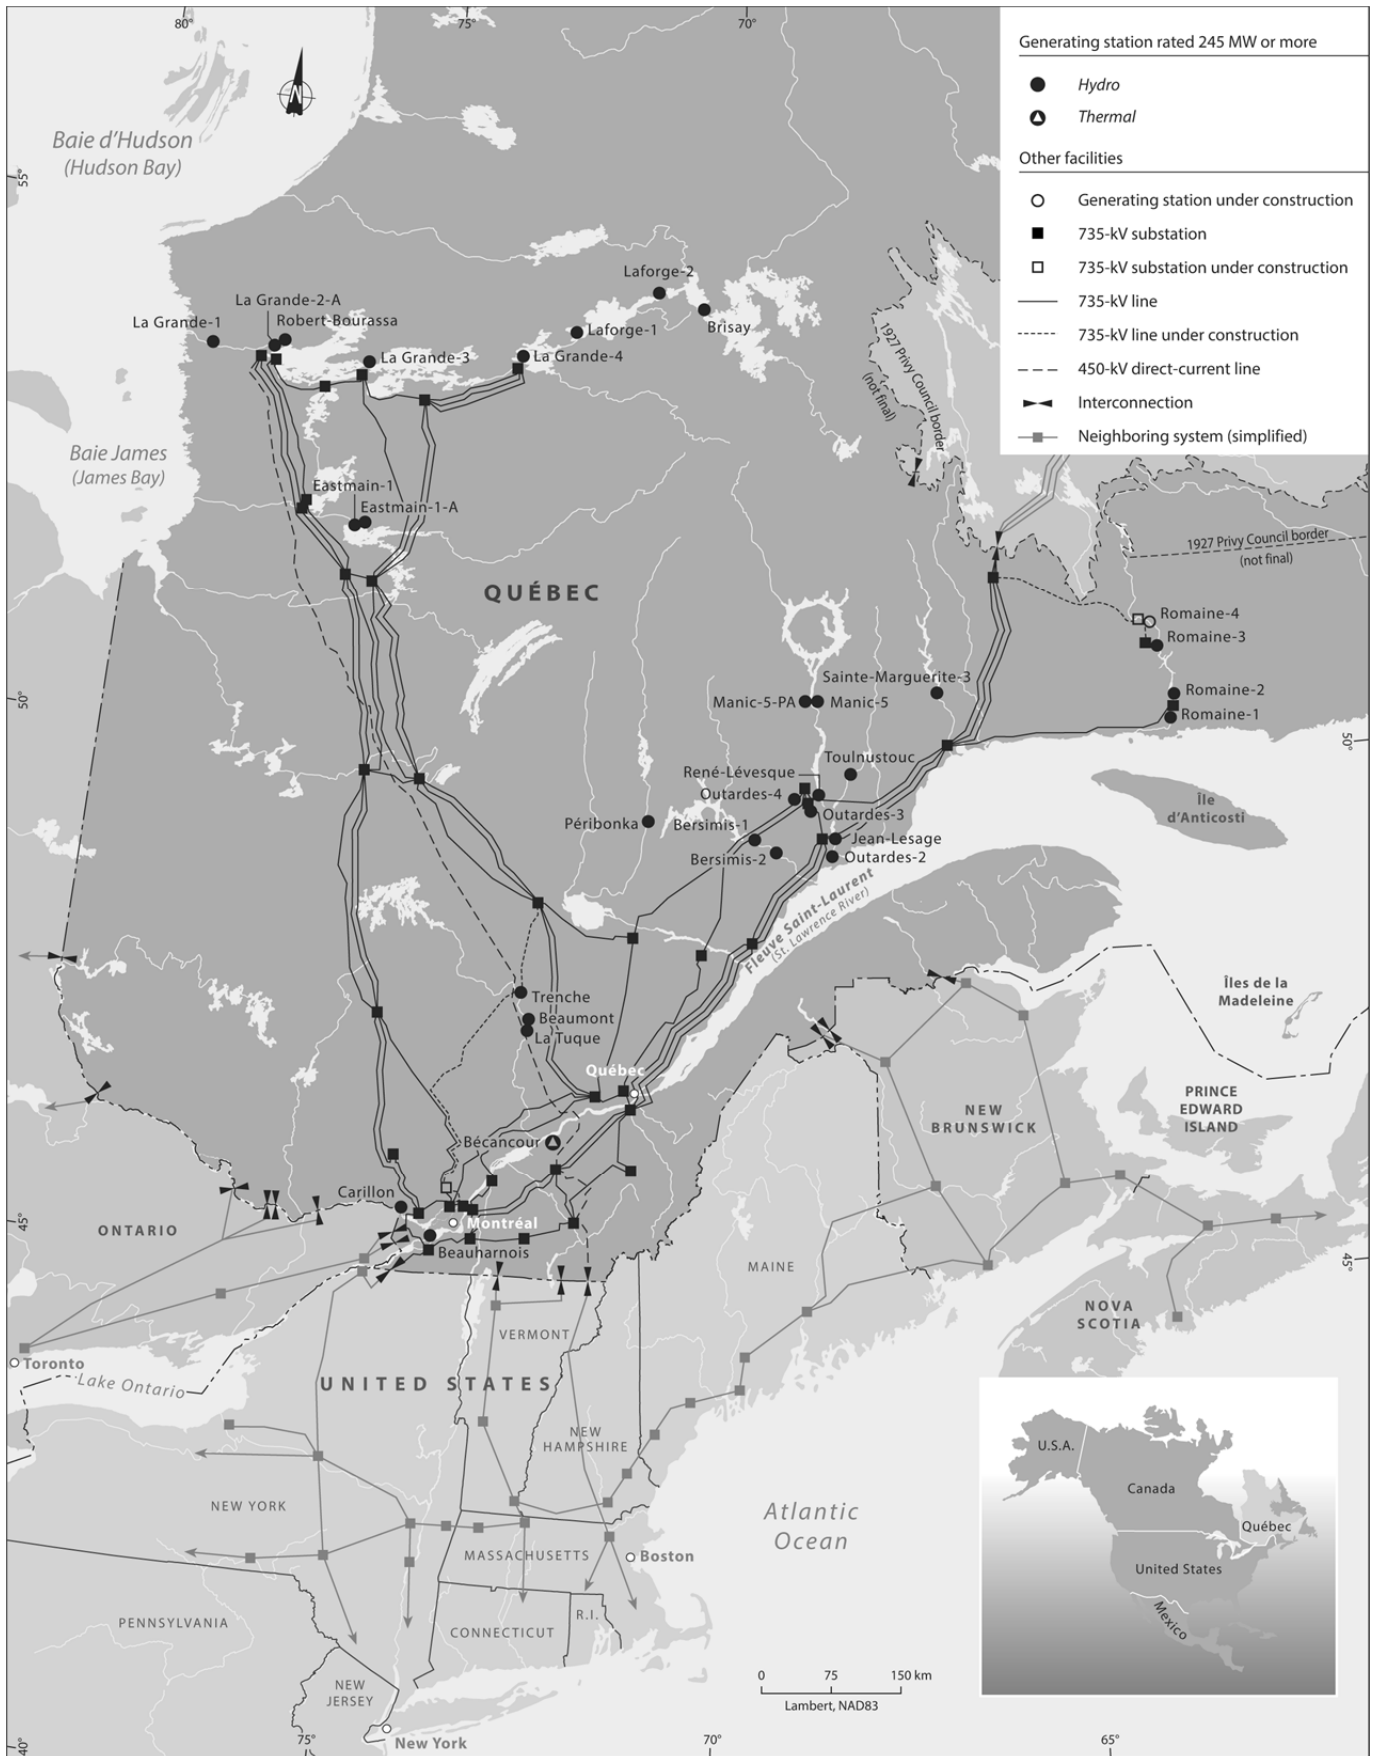 80°
75°
70°
Generating station rated 245 MW or more
Hydro
Thermal
Other facilities
Generating station under construction
735-kV substation
735-kV substation under construction
735-kV line
735-kV line under construction
450-kV direct-current line
Interconnection
Neighboring system (simplified)
N
Baie d'Hudson
(Hudson Bay)
55°
Laforge-2
La Grande-2-A
Robert-Bourassa
La Grande-1
Laforge-1
Brisay
La Grande-3
La Grande-4
1927 Privy Council border
(not final)
Baie James
(James Bay)
Eastmain-1
Eastmain-1-A
1927 Privy Council border
(not final)
QUÉBEC
Romaine-4
Romaine-3
Sainte-Marguerite-3
Romaine-2
50°
Manic-5-PA
Manic-5
Romaine-1
50°
Toulnustouc
René-Lévesque
Outardes-4
Île
d'Anticosti
Outardes-3
Péribonka
Bersimis-1
Jean-Lesage
Bersimis-2
Outardes-2
Fleuve Saint-Laurent
(St. Lawrence River)
Îles de la
Madeleine
Trenche
Beaumont
La Tuque
Québec
PRINCE
EDWARD
ISLAND
NEW
BRUNSWICK
Bécancour
Carillon
45°
ONTARIO
Montréal
Beauharnois
MAINE
45°
NOVA
SCOTIA
VERMONT
Toronto
Lake Ontario
UNITED STATES
NEW
HAMPSHIRE
U.S.A.
Canada
NEW YORK
Atlantic
Ocean
Québec
MASSACHUSETTS
Boston
United States
R.I.
Mexico
PENNSYLVANIA
CONNECTICUT
NEW
JERSEY
0 75 150 km
Lambert, NAD83
New York
40°
75°
70°
65°